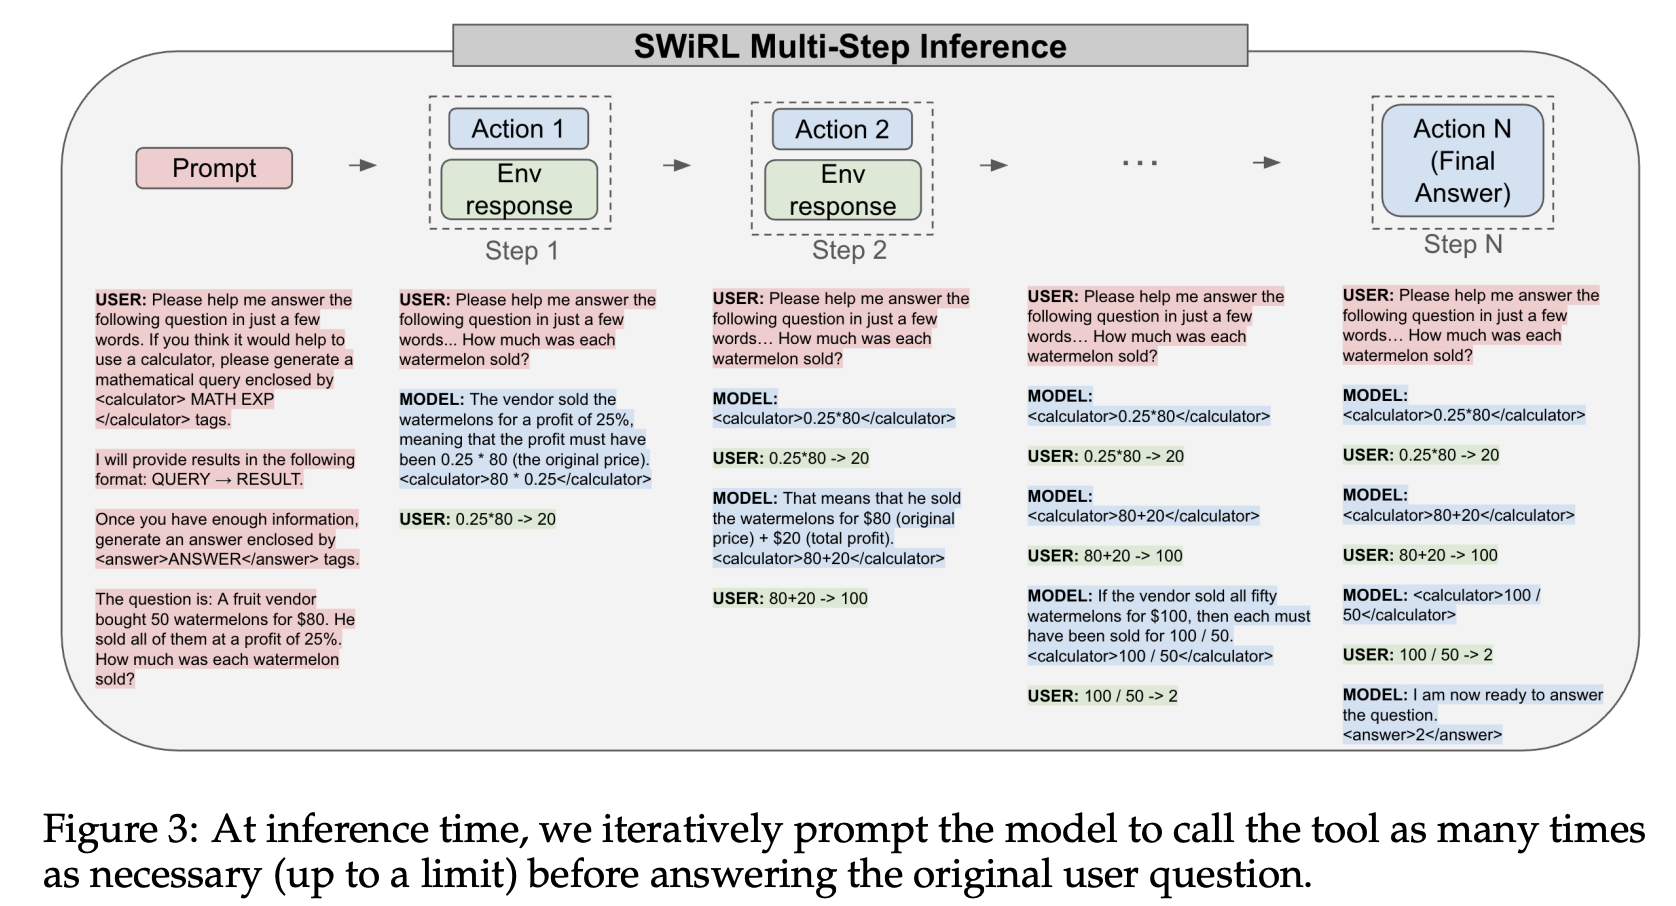 SWiRL Multi-Step Inference
Prompt
Action 1
Env
response
Step 1
Action 2
Env
response
Step 2
...
Action N
(Final
Answer)
Step N
USER: Please help me answer the
following question in just a few
words. If you think it would help to
use a calculator, please generate a
mathematical query enclosed by
<calculator> MATH EXP
</calculator> tags.
I will provide results in the following
format: QUERY → RESULT.
Once you have enough information,
generate an answer enclosed by
<answer>ANSWER</answer> tags.
The question is: A fruit vendor
bought 50 watermelons for $80. He
sold all of them at a profit of 25%.
How much was each watermelon
sold?
USER: Please help me answer the
following question in just a few
words... How much was each
watermelon sold?
MODEL: The vendor sold the
watermelons for a profit of 25%,
meaning that the profit must have
been 0.25 * 80 (the original price).
<calculator>80 * 0.25</calculator>
USER: 0.25*80 -> 20
USER: Please help me answer the
following question in just a few
words… How much was each
watermelon sold?
MODEL:
<calculator>0.25*80</calculator>
USER: 0.25*80 -> 20
MODEL: That means that he sold
the watermelons for $80 (original
price) + $20 (total profit).
<calculator>80+20</calculator>
USER: 80+20 -> 100
USER: Please help me answer the
following question in just a few
words… How much was each
watermelon sold?
MODEL:
<calculator>0.25*80</calculator>
USER: 0.25*80 -> 20
MODEL:
<calculator>80+20</calculator>
USER: 80+20 -> 100
MODEL: If the vendor sold all fifty
watermelons for $100, then each must
have been sold for 100 / 50.
<calculator>100 / 50</calculator>
USER: 100 / 50 -> 2
USER: Please help me answer the
following question in just a few
words… How much was each
watermelon sold?
MODEL:
<calculator>0.25*80</calculator>
USER: 0.25*80 -> 20
MODEL:
<calculator>80+20</calculator>
USER: 80+20 -> 100
MODEL: <calculator>100 /
50</calculator>
USER: 100 / 50 -> 2
MODEL: I am now ready to answer
the question.
<answer>2</answer>
Figure 3: At inference time, we iteratively prompt the model to call the tool as many times
as necessary (up to a limit) before answering the original user question.